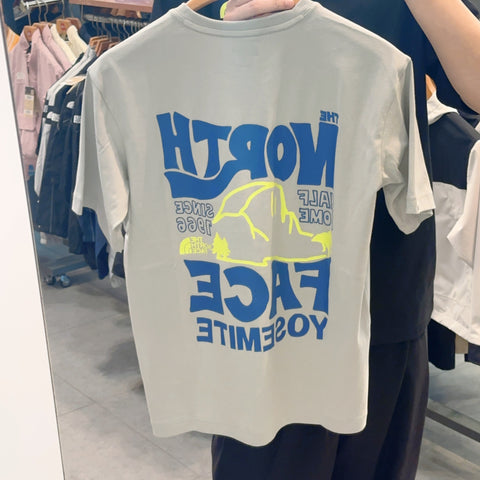 THE
NORTH
HALF
DOME
SINCE
1966
FACE
YOSEMITE